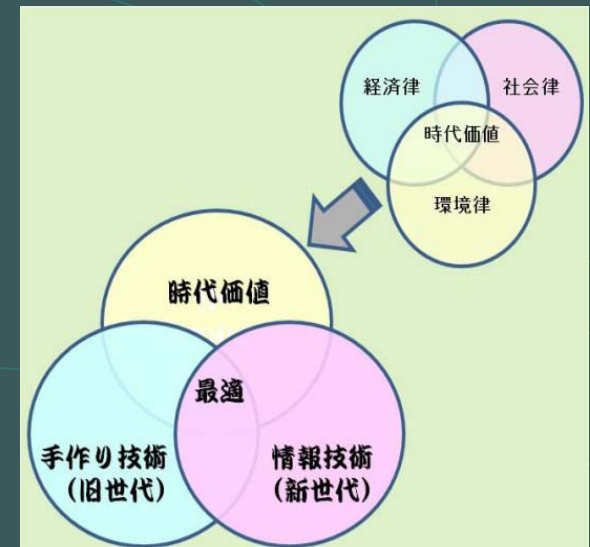 経済律
社会律
時代価値
環境律
時代価値
最適
手作り技術
（旧世代）
情報技術
（新世代）